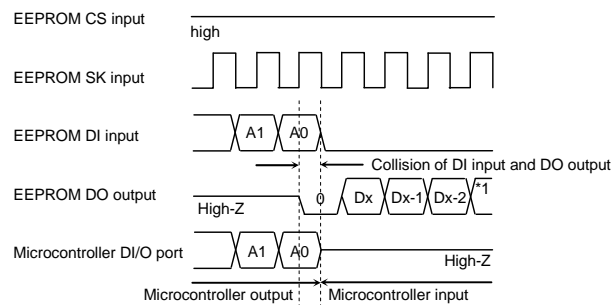 EEPROM CS input
high
EEPROM SK input
EEPROM DI input
A1 A0
Collision of DI input and DO output
EEPROM DO output
High-Z
0 Dx Dx-1 Dx-2 *1
Microcontroller DI/O port
A1 A0
High-Z
Microcontroller output Microcontroller input